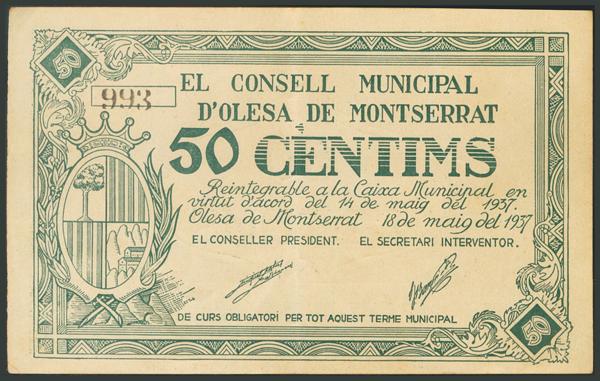 50
993
EL CONSELL MUNICIPAL
D'OLESA DE MONTSERRAT
50 CÈNTIMS
Reintegrable a la Caixa Municipal en
virtut d'acord del 14 de maig del 1937.
Olesa de Montserrat 18 de maig del 1937
EL CONSELLER PRESIDENT. EL SECRETARI INTERVENTOR.
DE CURS OBLIGATORI PER TOT AQUEST TERME MUNICIPAL
50